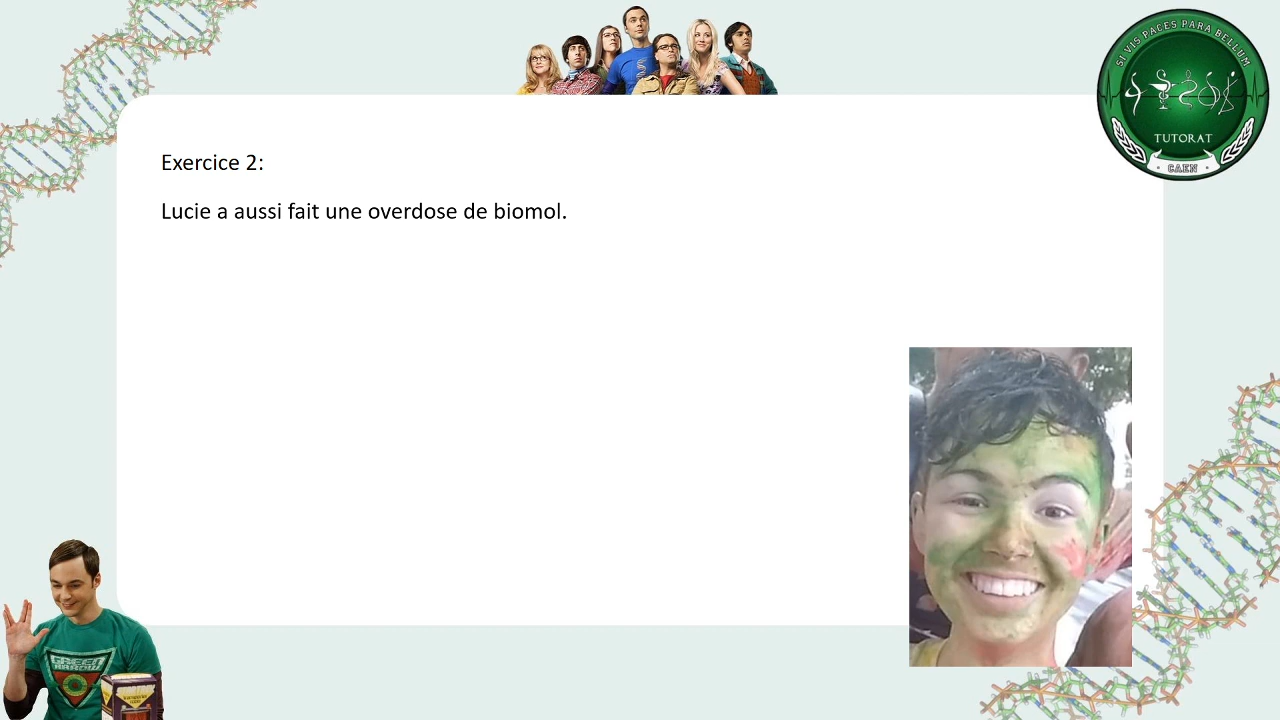 SI VIS PACES PARA BELLUM
TUTORAT
CAEN
Exercice 2:
Lucie a aussi fait une overdose de biomol.
GREEN
ARROW